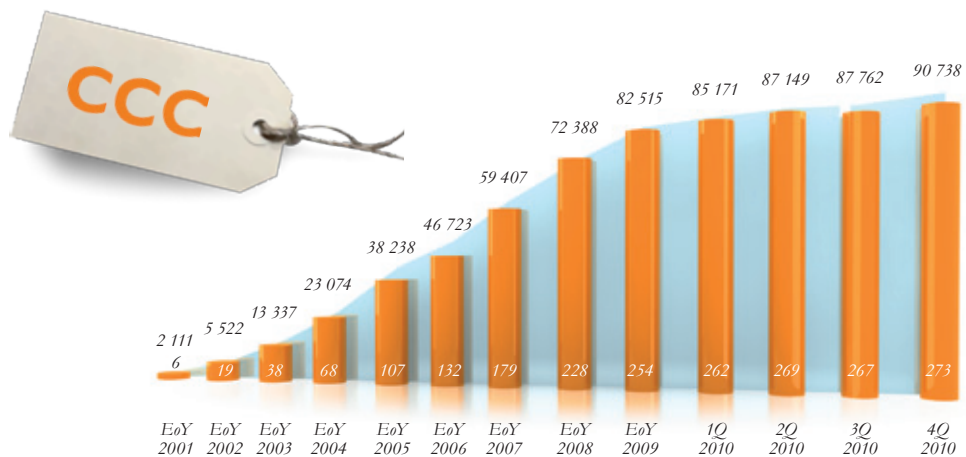 CCC
2 111
5 522
13 337
23 074
38 238
46 723
59 407
72 388
82 515
85 171
87 149
87 762
90 738
6
19
38
68
107
132
179
228
254
262
269
267
273
EoY 2001
EoY 2002
EoY 2003
EoY 2004
EoY 2005
EoY 2006
EoY 2007
EoY 2008
EoY 2009
1Q 2010
2Q 2010
3Q 2010
4Q 2010